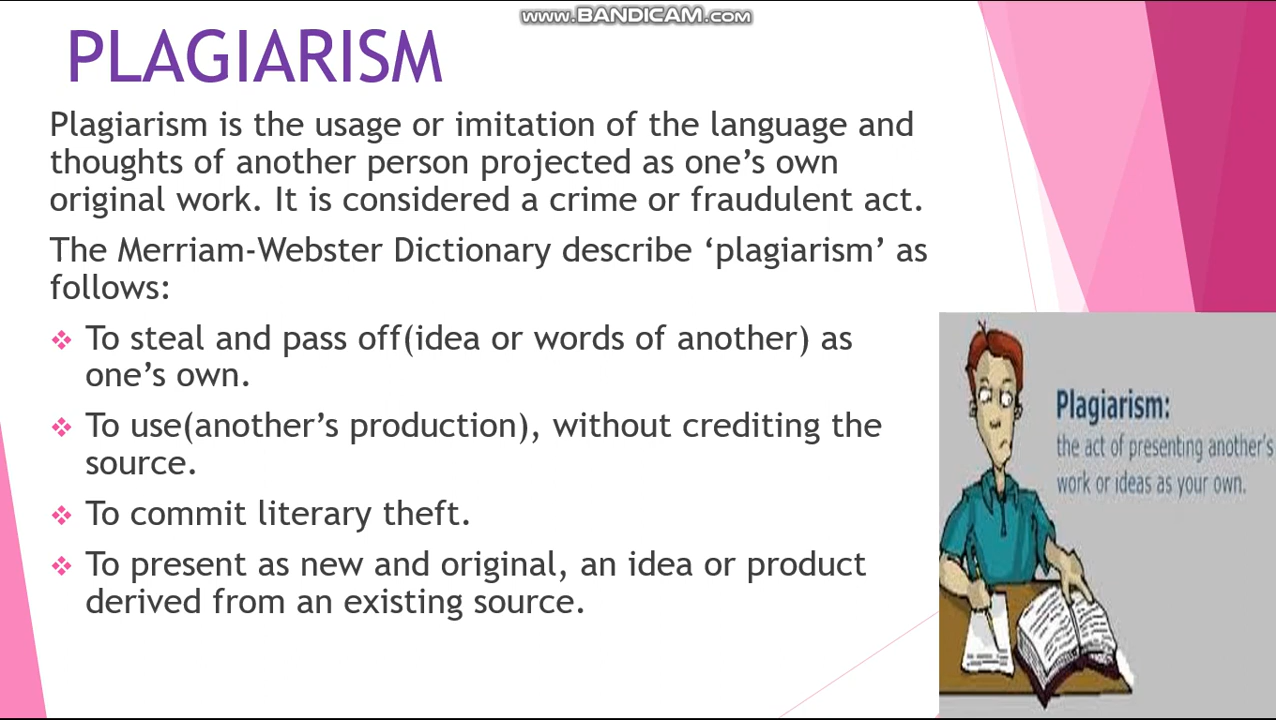 www.BANDICAM.com
PLAGIARISM
Plagiarism is the usage or imitation of the language and
thoughts of another person projected as one’s own
original work. It is considered a crime or fraudulent act.
The Merriam-Webster Dictionary describe ‘plagiarism’ as
follows:
To steal and pass off(idea or words of another) as
one’s own.
To use(another’s production), without crediting the
source.
To commit literary theft.
To present as new and original, an idea or product
derived from an existing source.
Plagiarism:
the act of presenting another's
work or ideas as your own.